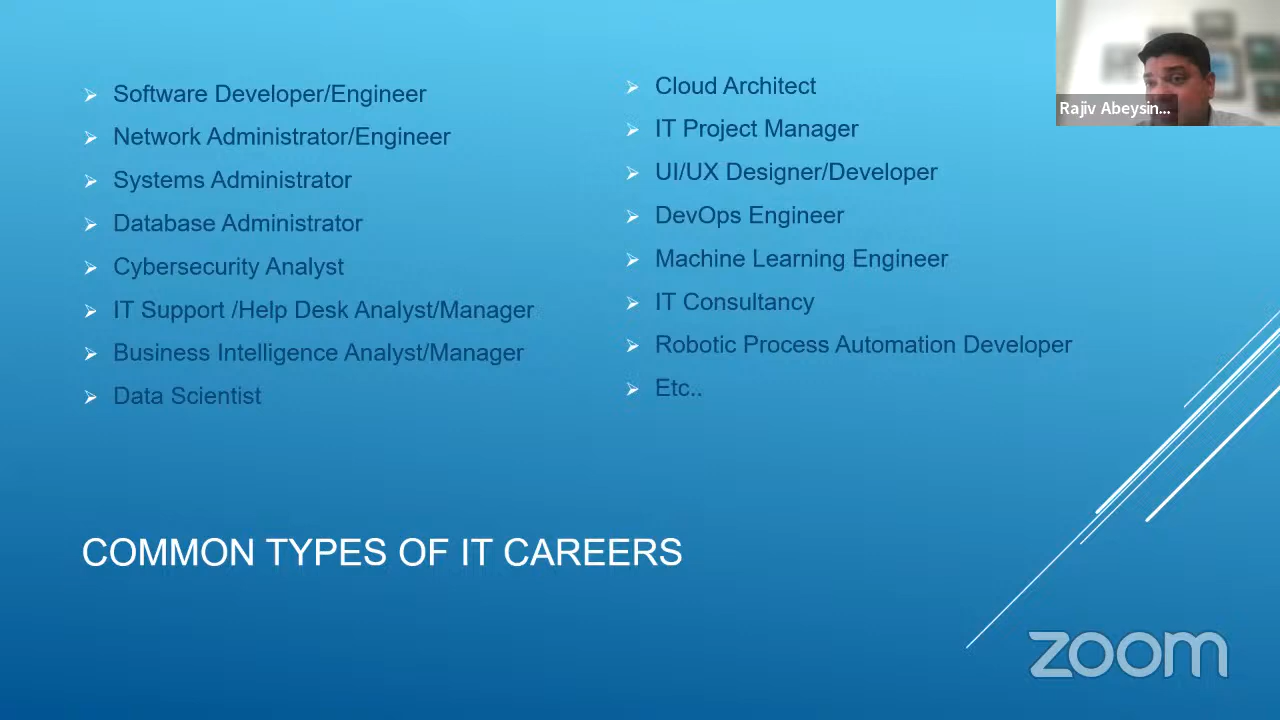 Software Developer/Engineer
Network Administrator/Engineer
Systems Administrator
Database Administrator
Cybersecurity Analyst
IT Support /Help Desk Analyst/Manager
Business Intelligence Analyst/Manager
Data Scientist
Cloud Architect
IT Project Manager
UI/UX Designer/Developer
DevOps Engineer
Machine Learning Engineer
IT Consultancy
Robotic Process Automation Developer
Etc..
Rajiv Abeysin...
COMMON TYPES OF IT CAREERS
zoom